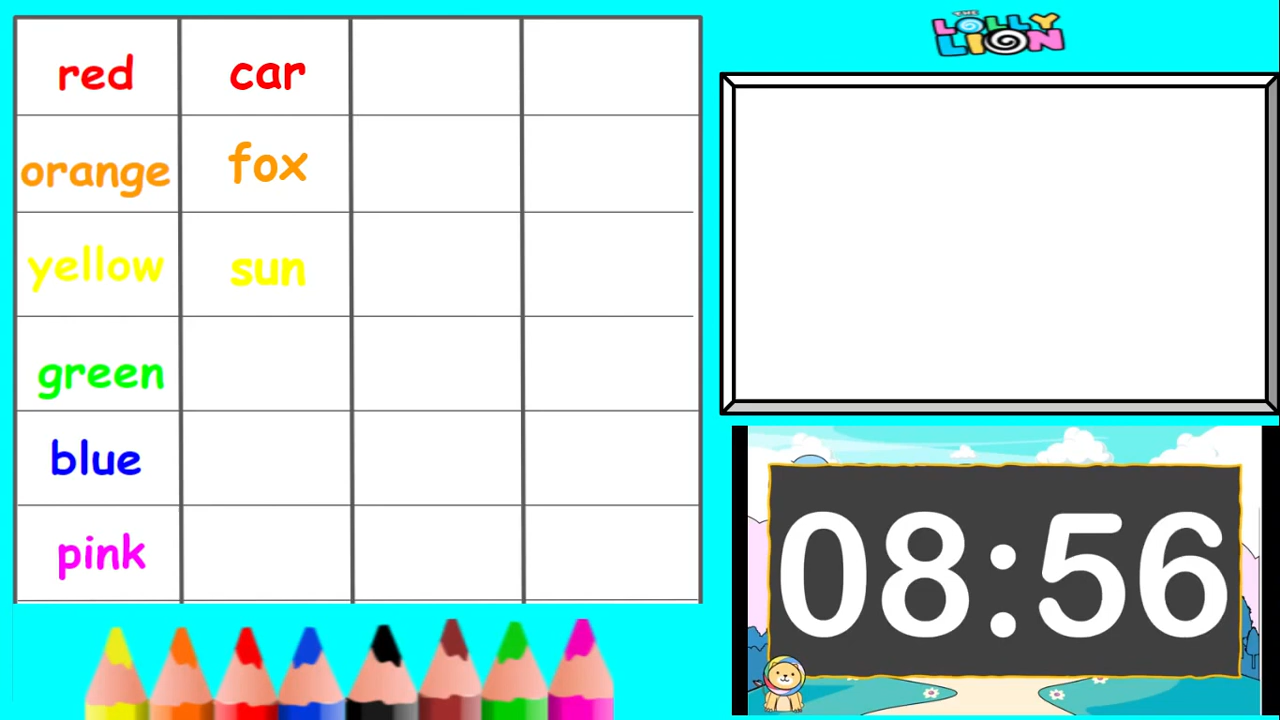 red car
orange fox
yellow sun
green
blue
pink
THE
LOLLY
LION
08:56